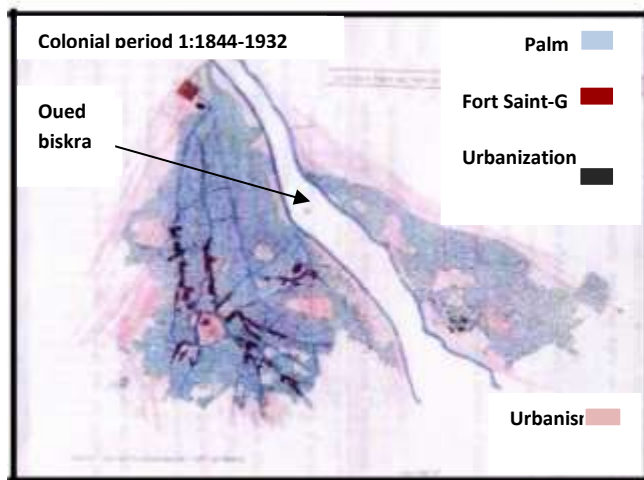 Colonial period 1:1844-1932
Palm
Fort Saint-G
Oued
biskra
Urbanization
Urbanisr